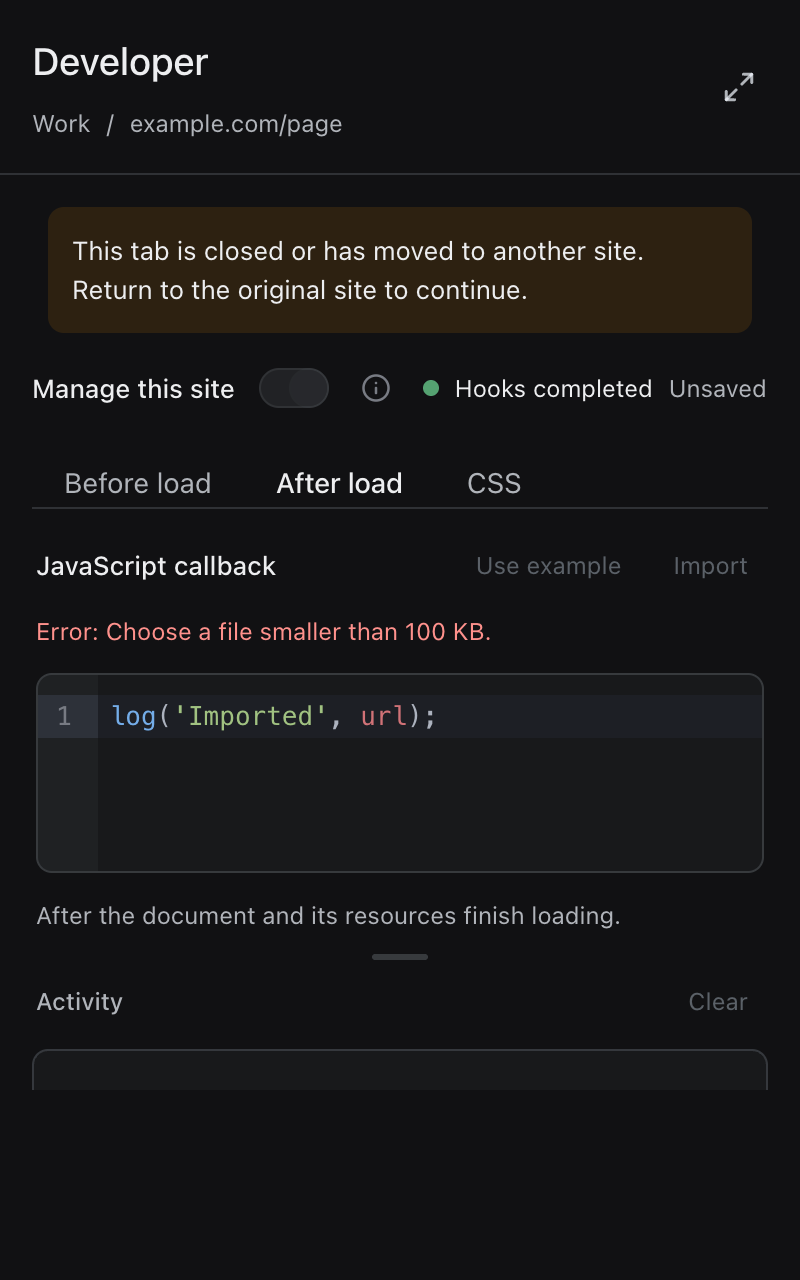 Developer
Work / example.com/page
This tab is closed or has moved to another site.
Return to the original site to continue.
Manage this site Hooks completed Unsaved
Before load After load CSS
JavaScript callback Use example Import
Error: Choose a file smaller than 100 KB.
1 log('Imported', url);
After the document and its resources finish loading.
Activity Clear